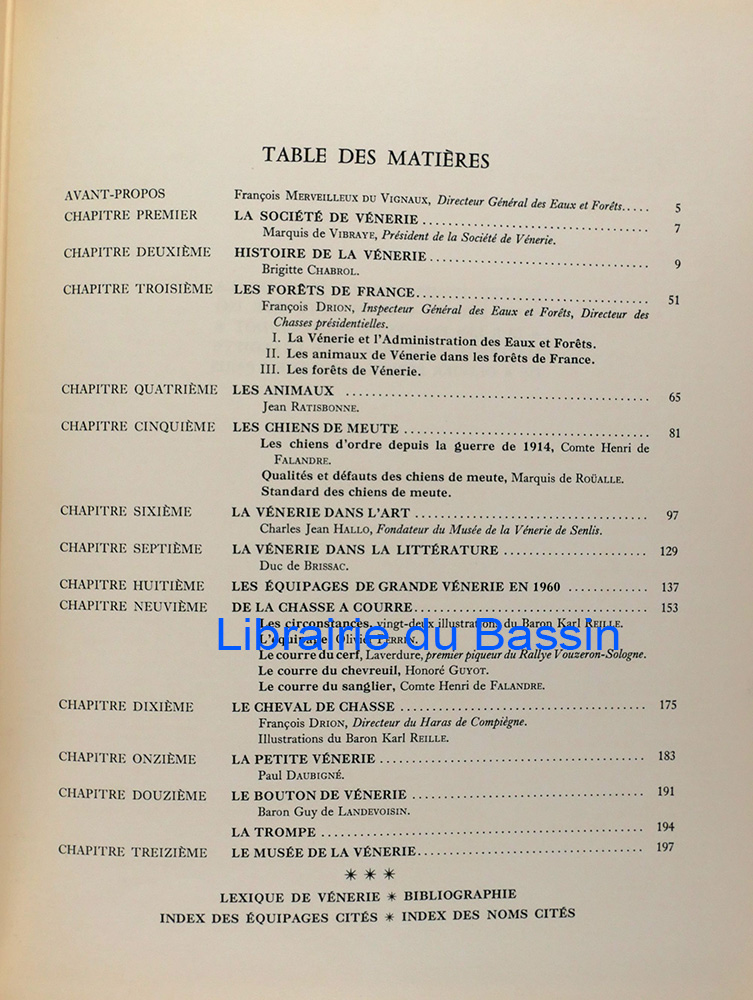 TABLE DES MATIÈRES
AVANT-PROPOS François MERVEILLEUX DU VIGNAUX, Directeur Général des Eaux et Forêts..... 5
CHAPITRE PREMIER LA SOCIÉTÉ DE VÉNERIE ................................ 7
Marquis de VIBRAYE, Président de la Société de Vénerie.
CHAPITRE DEUXIÈME HISTOIRE DE LA VÉNERIE ................................ 9
Brigitte CHABROL.
CHAPITRE TROISIÈME LES FORÊTS DE FRANCE ................................ 51
François DRION, Inspecteur Général des Eaux et Forêts, Directeur des
Chasses présidentielles.
I. La Vénerie et l'Administration des Eaux et Forêts.
II. Les animaux de Vénerie dans les forêts de France.
III. Les forêts de Vénerie.
CHAPITRE QUATRIÈME LES ANIMAUX ................................ 65
Jean RATISBONNE.
CHAPITRE CINQUIÈME LES CHIENS DE MEUTE ................................ 81
Les chiens d'ordre depuis la guerre de 1914, Comte Henri de
FALANDRE.
Qualités et défauts des chiens de meute, Marquis de ROÜALLE.
Standard des chiens de meute.
CHAPITRE SIXIÈME LA VÉNERIE DANS L'ART ................................ 97
Charles Jean HALLO, Fondateur du Musée de la Vénerie de Senlis.
CHAPITRE SEPTIÈME LA VÉNERIE DANS LA LITTÉRATURE ...................... 129
Duc de BRISSAC.
CHAPITRE HUITIÈME LES ÉQUIPAGES DE GRANDE VÉNERIE EN 1960 ............. 137
CHAPITRE NEUVIÈME DE LA CHASSE A COURRE ................................ 153
Les circonstances, vingt-deux illustrations du Baron Karl REILLE.
L'équipage, Olivier PERRIN.
Librairie du Bassin
Le courre du cerf, Laverdure, premier piqueur du Rallye Vouzeron-Sologne.
Le courre du chevreuil, Honoré GUYOT.
Le courre du sanglier, Comte Henri de FALANDRE.
CHAPITRE DIXIÈME LE CHEVAL DE CHASSE ................................ 175
François DRION, Directeur du Haras de Compiègne.
Illustrations du Baron Karl REILLE.
CHAPITRE ONZIÈME LA PETITE VÉNERIE ................................ 183
Paul DAUBIGNÉ.
CHAPITRE DOUZIÈME LE BOUTON DE VÉNERIE ................................ 191
Baron Guy de LANDEVOISIN.
LA TROMPE ................................ 194
CHAPITRE TREIZIÈME LE MUSÉE DE LA VÉNERIE ................................ 197
LEXIQUE DE VÉNERIE * BIBLIOGRAPHIE
INDEX DES ÉQUIPAGES CITÉS * INDEX DES NOMS CITÉS